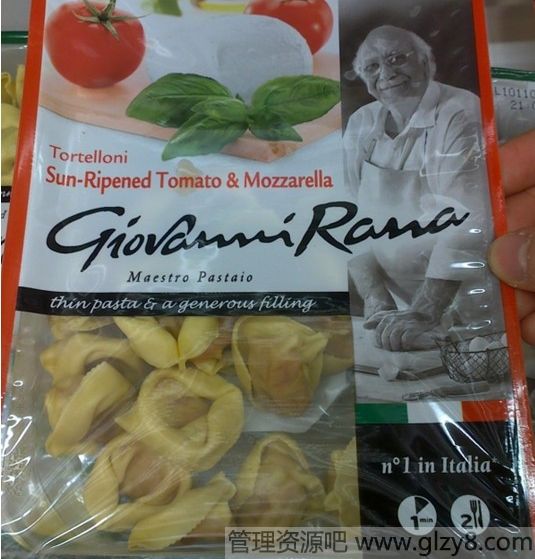 Tortelloni
Sun-Ripened Tomato & Mozzarella
Giovanni Rana
Maestro Pastaio
thin pasta & a generous filling
n°1 in Italia*
1 min
2
管理资源吧 www.glzy8.com